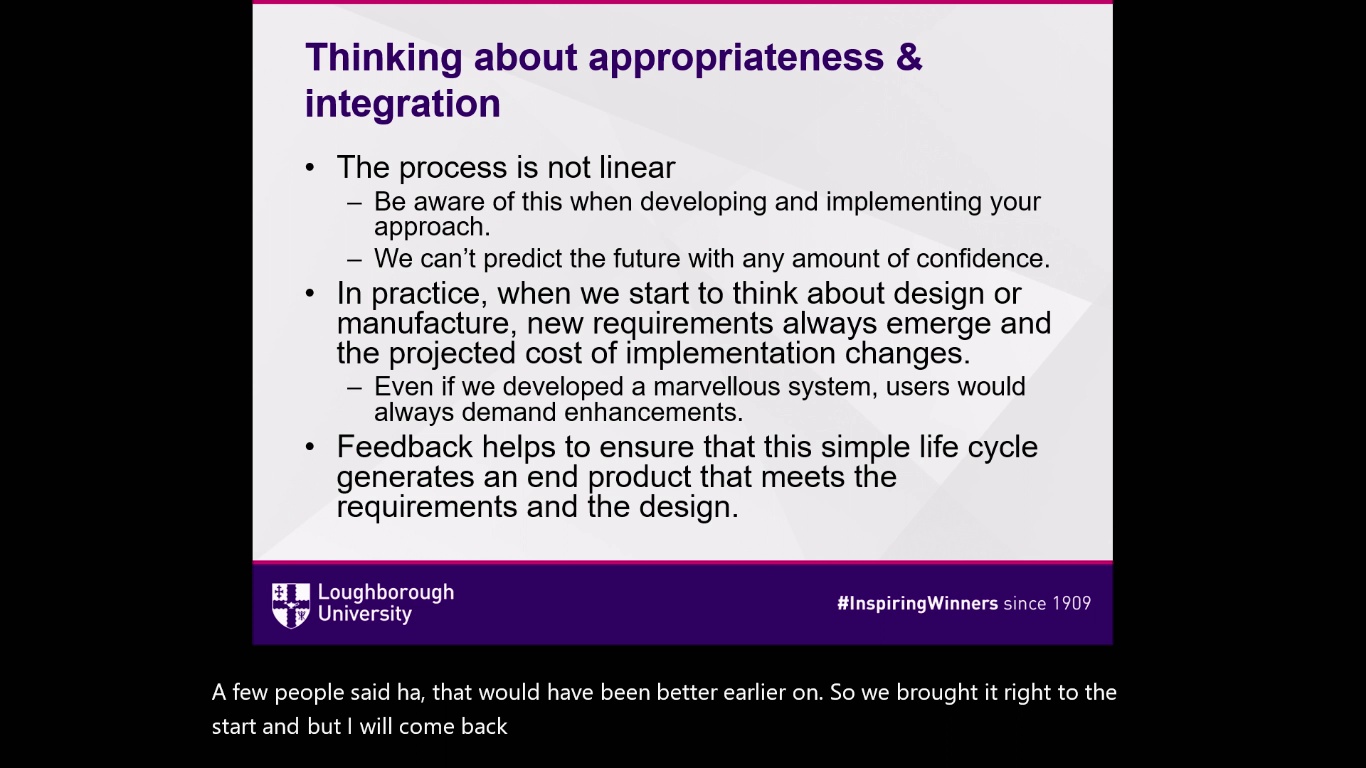 Thinking about appropriateness &
integration
• The process is not linear
– Be aware of this when developing and implementing your
approach.
– We can’t predict the future with any amount of confidence.
• In practice, when we start to think about design or
manufacture, new requirements always emerge and
the projected cost of implementation changes.
– Even if we developed a marvellous system, users would
always demand enhancements.
• Feedback helps to ensure that this simple life cycle
generates an end product that meets the
requirements and the design.
Loughborough
University
#InspiringWinners since 1909
A few people said ha, that would have been better earlier on. So we brought it right to the
start and but I will come back